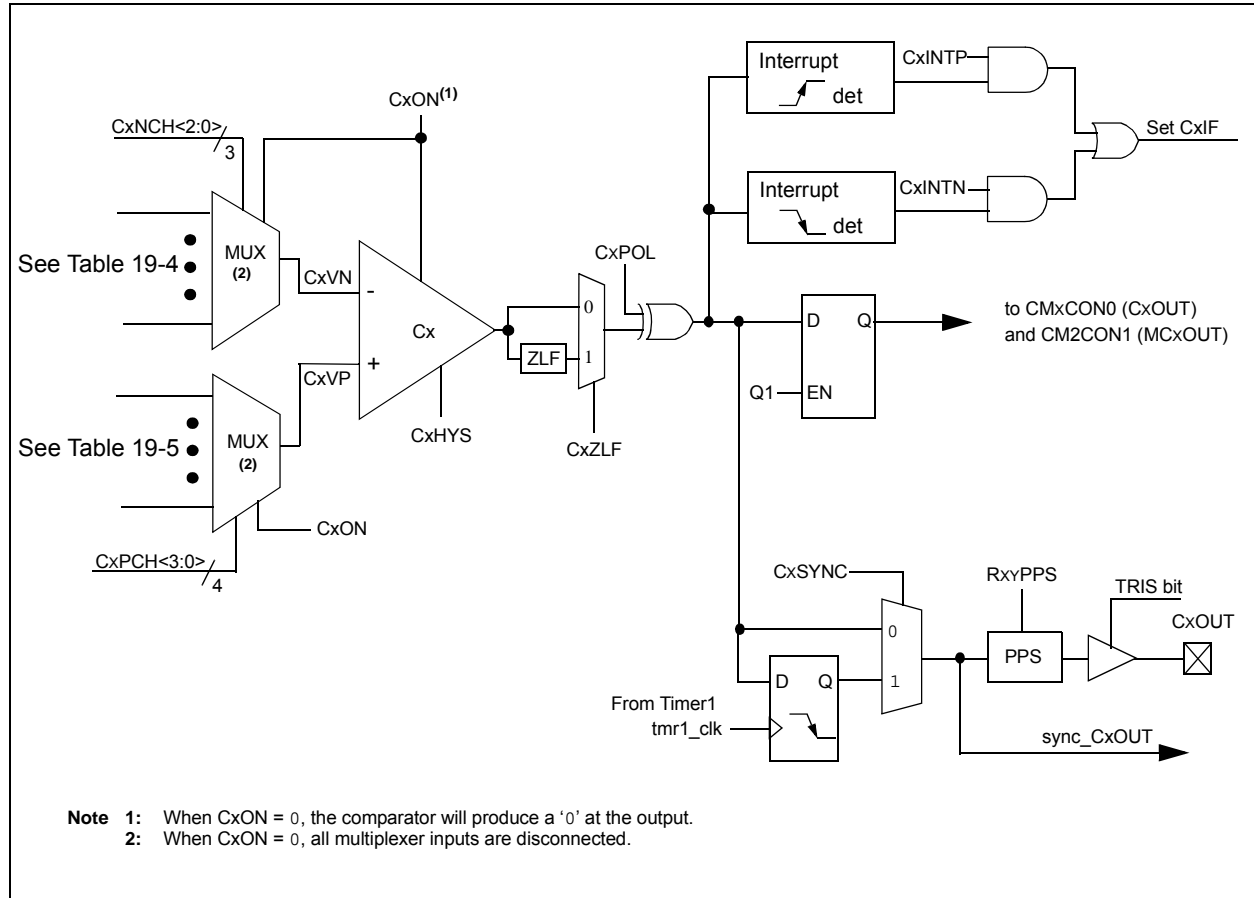 Interrupt
det
CxINTP
CxON(1)
CxNCH<2:0>
3
Set CxIF
Interrupt
det
CxINTN
MUX
(2)
See Table 19-4
CxVN
-
CxPOL
0
Cx
ZLF
1
D Q
to CMxCON0 (CxOUT)
and CM2CON1 (MCxOUT)
+
CxVP
Q1
EN
See Table 19-5
MUX
(2)
CxHYS
CxZLF
CxON
CxPCH<3:0>
4
CxSYNC
RxyPPS
TRIS bit
CxOUT
0
PPS
D Q
1
From Timer1
tmr1_clk
sync_CxOUT
Note 1: When CxON = 0, the comparator will produce a ‘0’ at the output.
2: When CxON = 0, all multiplexer inputs are disconnected.